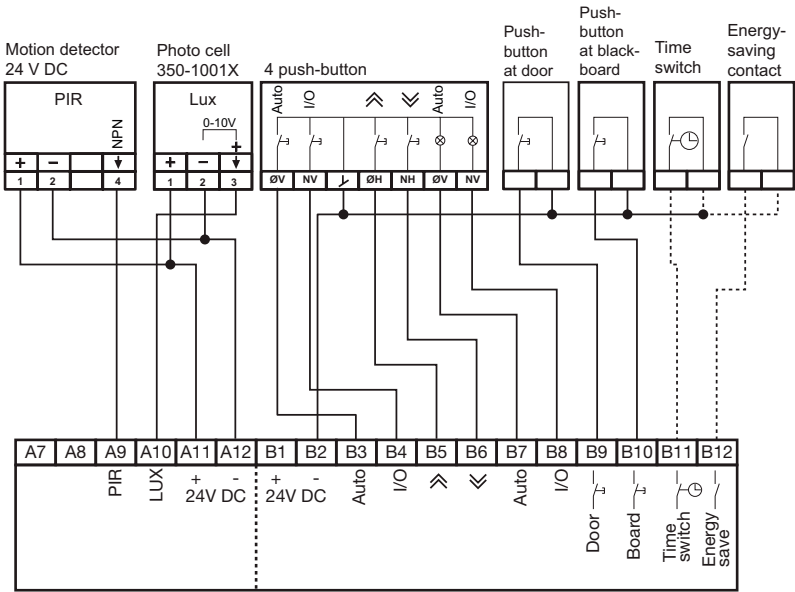 Motion detector
24 V DC
PIR
NPN
+ −
1 2 4
Photo cell
350-1001X
Lux
0-10V
+
+ −
1 2 3
4 push-button
Auto I/O Auto I/O
ØV NV ØH NH ØV NV
Push-
button
at door
Push-
button
at black-
board
Time
switch
Energy-
saving
contact
A7 A8 A9 A10 A11 A12 B1 B2 B3 B4 B5 B6 B7 B8 B9 B10 B11 B12
PIR
LUX
+ -
24V DC
+ -
24V DC
Auto
I/O
Auto
I/O
Door
Board
Time
switch
Energy
save